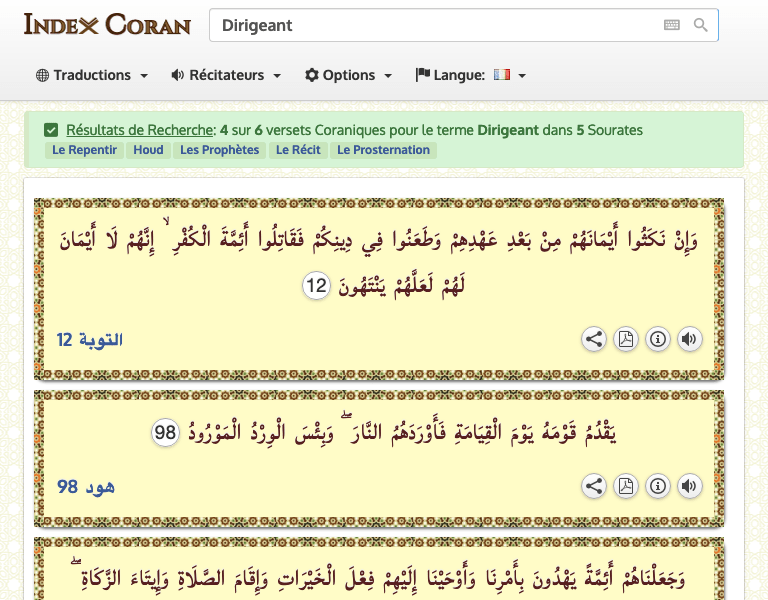 Index Coran
Dirigeant
Traductions
Récitateurs
Options
Langue:
Résultats de Recherche: 4 sur 6 versets Coraniques pour le terme Dirigeant dans 5 Sourates
Le Repentir Houd Les Prophètes Le Récit Le Prosternation
وَإِنْ نَكَثُوا أَيْمَانَهُمْ مِنْ بَعْدِ عَهْدِهِمْ وَطَعَنُوا فِي دِينِكُمْ فَقَاتِلُوا أَئِمَّةَ الْكُفْرِ ۙ إِنَّهُمْ لَا أَيْمَانَ
لَهُمْ لَعَلَّهُمْ يَنْتَهُونَ 12
التوبة 12
يَقْدُمُ قَوْمَهُ يَوْمَ الْقِيَامَةِ فَأَوْرَدَهُمُ النَّارَ ۖ وَبِئْسَ الْوِرْدُ الْمَوْرُودُ 98
هود 98
وَجَعَلْنَاهُمْ أَئِمَّةً يَهْدُونَ بِأَمْرِنَا وَأَوْحَيْنَا إِلَيْهِمْ فِعْلَ الْخَيْرَاتِ وَإِقَامَ الصَّلَاةِ وَإِيتَاءَ الزَّكَاةِ ۖ